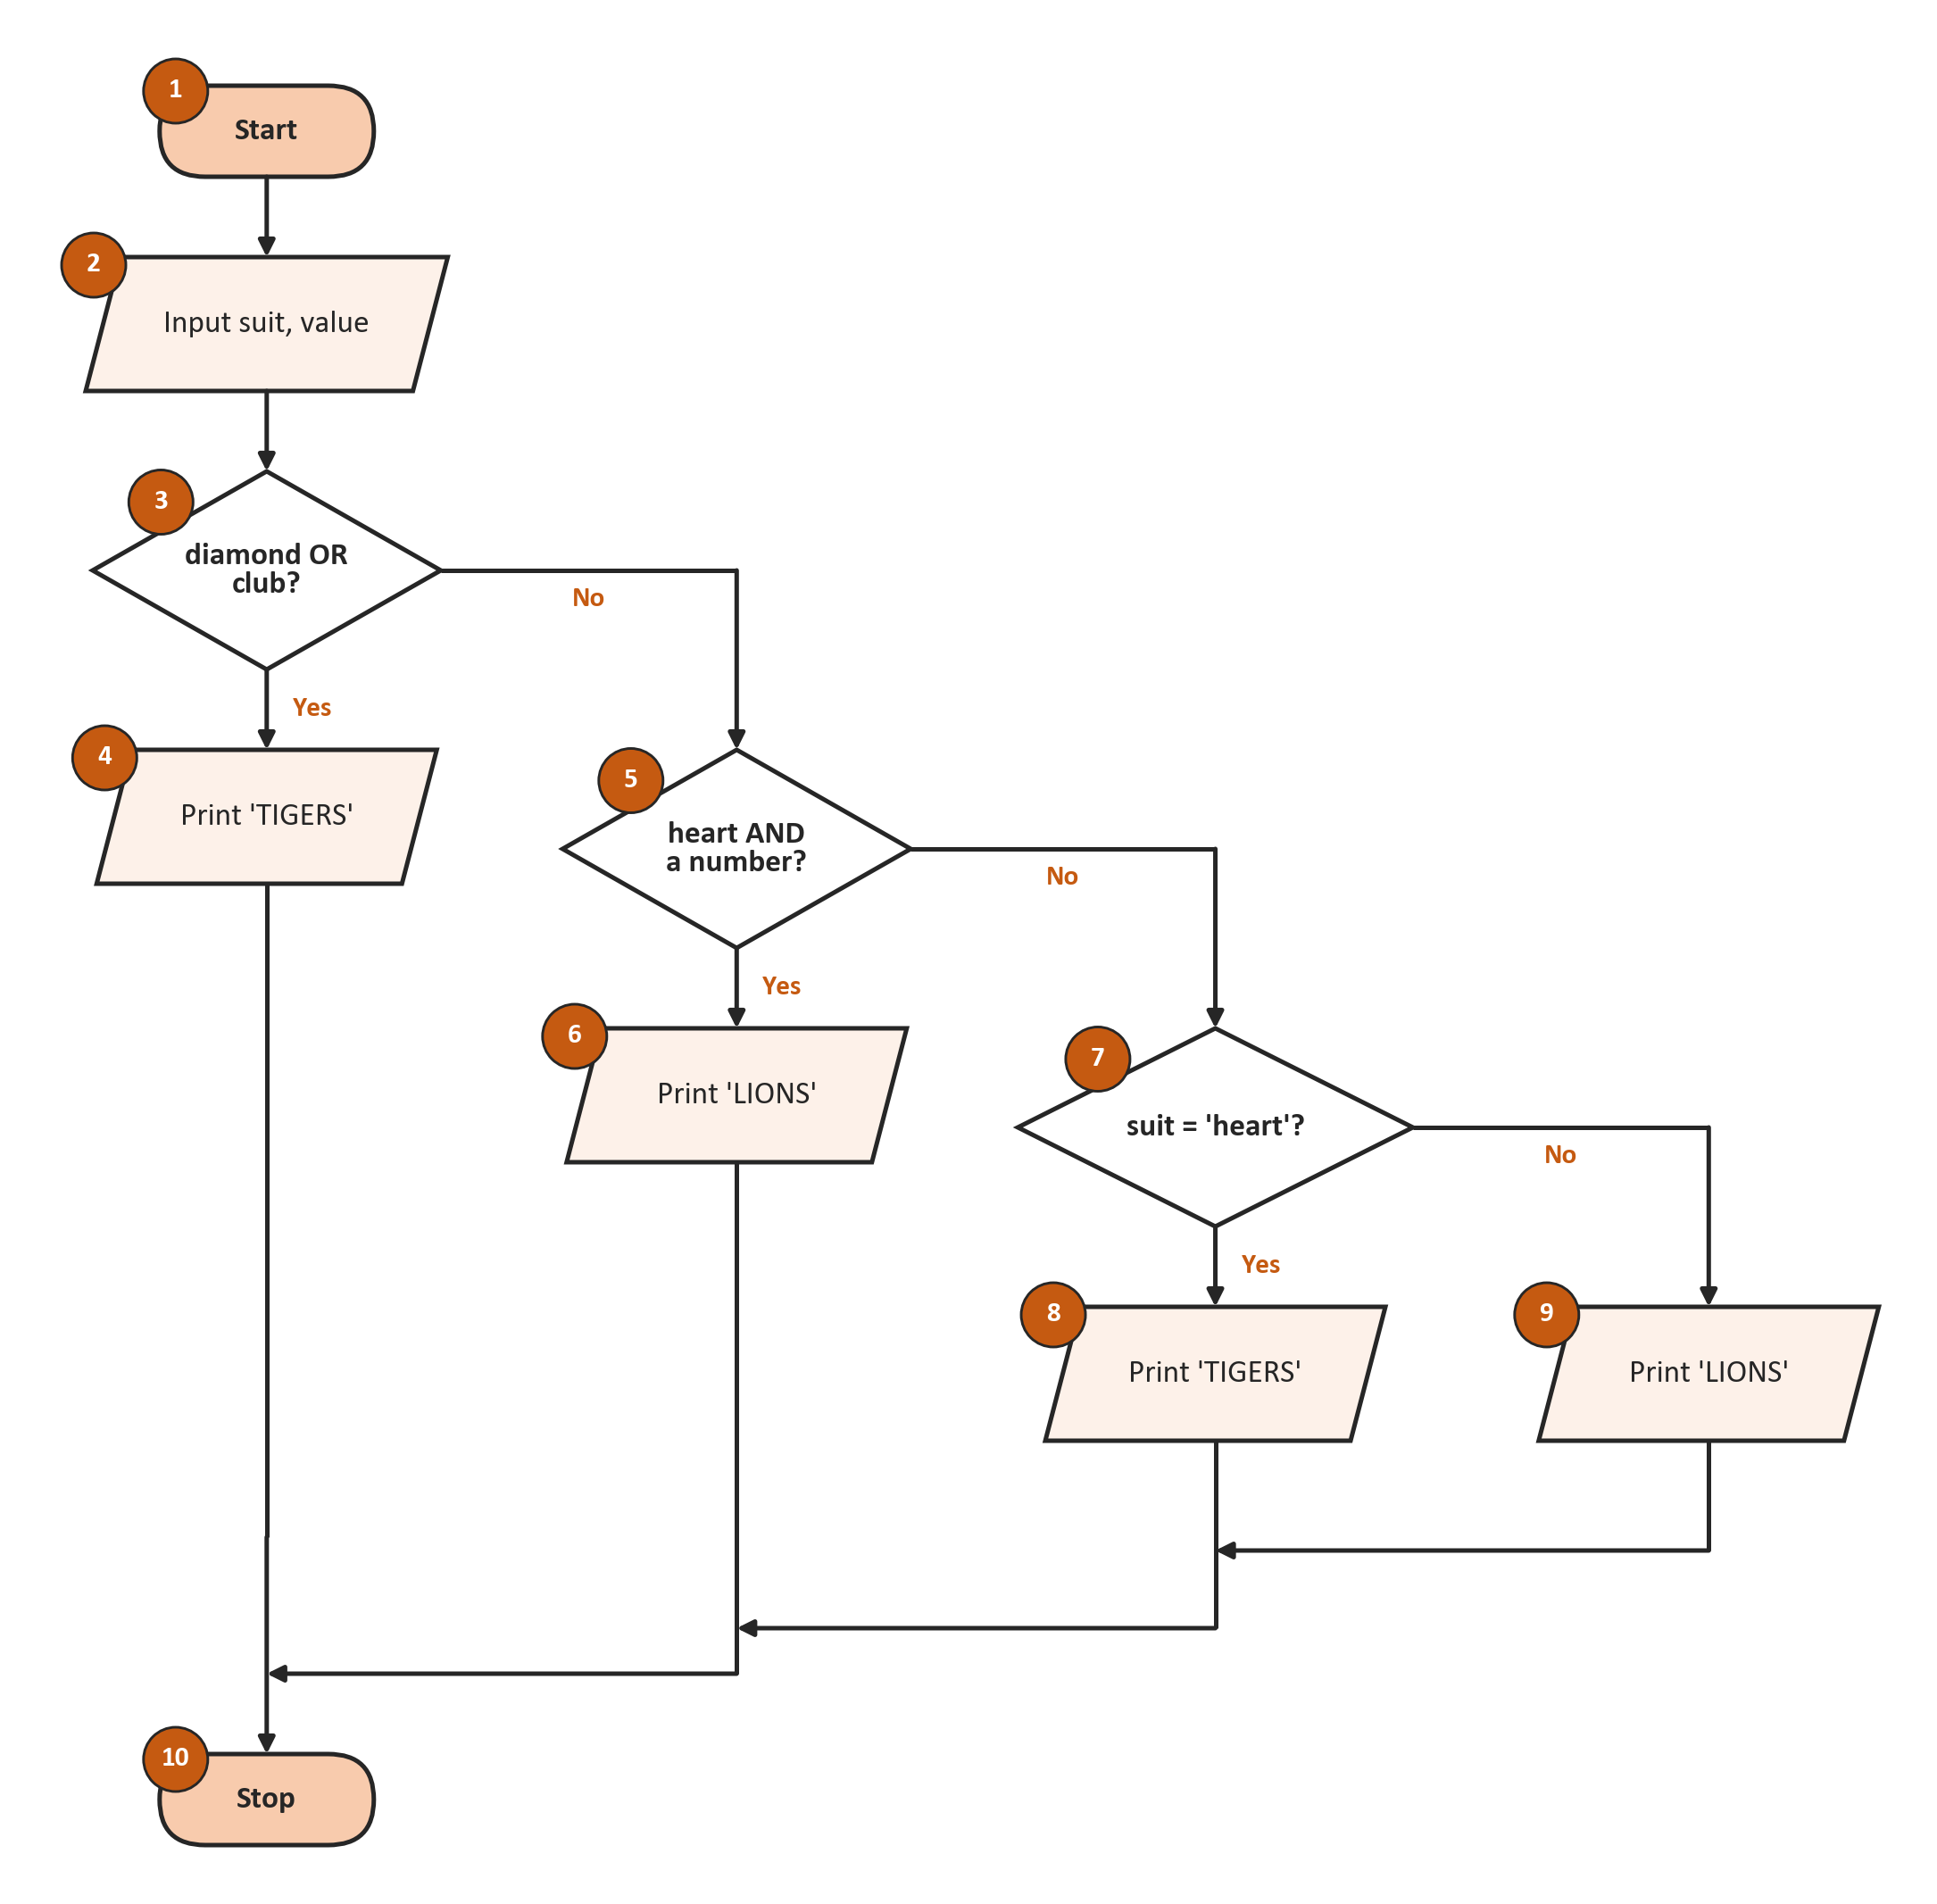 1
Start
2
Input suit, value
3
diamond OR
club?
No
Yes
4
Print 'TIGERS'
5
heart AND
a number?
No
Yes
6
Print 'LIONS'
7
suit = 'heart'?
No
Yes
8
Print 'TIGERS'
9
Print 'LIONS'
10
Stop